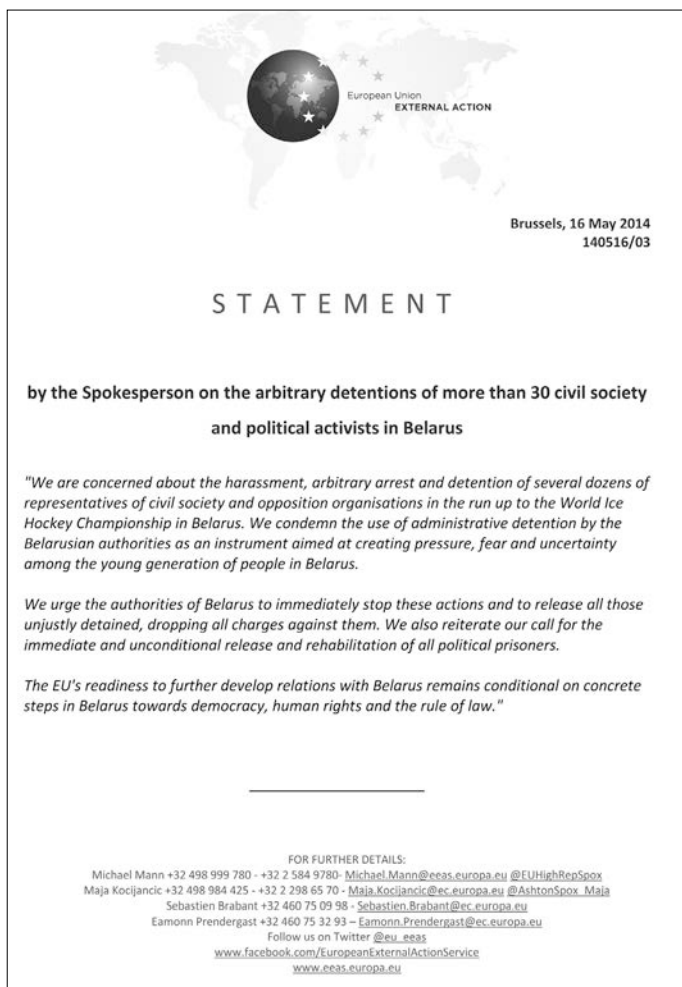 European Union
EXTERNAL ACTION
Brussels, 16 May 2014
140516/03
S T A T E M E N T
by the Spokesperson on the arbitrary detentions of more than 30 civil society
and political activists in Belarus
"We are concerned about the harassment, arbitrary arrest and detention of several dozens of
representatives of civil society and opposition organisations in the run up to the World Ice
Hockey Championship in Belarus. We condemn the use of administrative detention by the
Belarusian authorities as an instrument aimed at creating pressure, fear and uncertainty
among the young generation of people in Belarus.
We urge the authorities of Belarus to immediately stop these actions and to release all those
unjustly detained, dropping all charges against them. We also reiterate our call for the
immediate and unconditional release and rehabilitation of all political prisoners.
The EU's readiness to further develop relations with Belarus remains conditional on concrete
steps in Belarus towards democracy, human rights and the rule of law."
FOR FURTHER DETAILS:
Michael Mann +32 498 999 780 - +32 2 584 9780- Michael.Mann@eeas.europa.eu @EUHighRepSpox
Maja Kocijancic +32 498 984 425 - +32 2 298 65 70 - Maja.Kocijancic@ec.europa.eu @AshtonSpox_Maja
Sebastien Brabant +32 460 75 09 98 - Sebastien.Brabant@ec.europa.eu
Eamonn Prendergast +32 460 75 32 93 – Eamonn.Prendergast@ec.europa.eu
Follow us on Twitter @eu_eeas
www.facebook.com/EuropeanExternalActionService
www.eeas.europa.eu